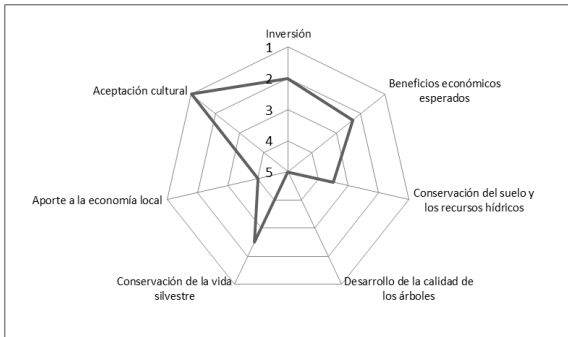 Inversión
1
2
3
4
5
Beneficios económicos
esperados
Conservación del suelo y
los recursos hídricos
Desarrollo de la calidad de
los árboles
Conservación de la vida
silvestre
Aporte a la economía local
Aceptación cultural